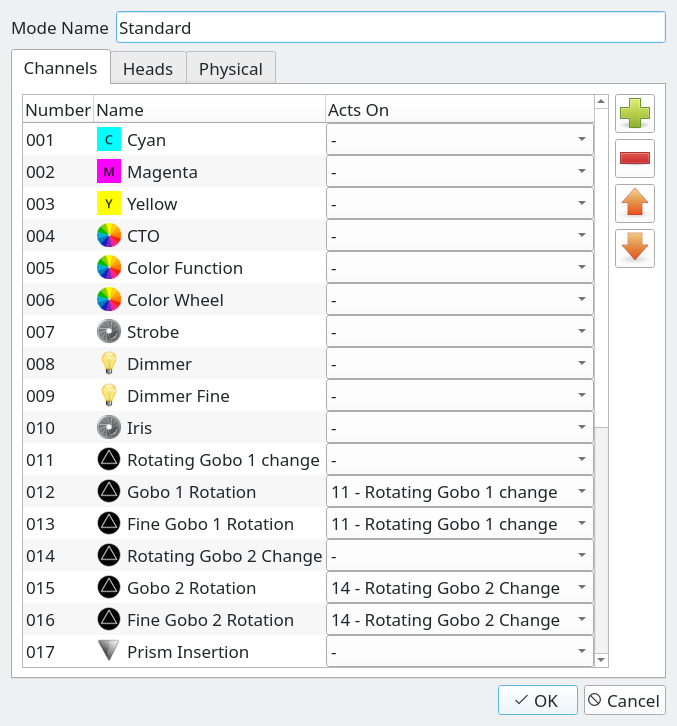 Mode Name Standard
Channels Heads Physical
Number Name Acts On
001 C Cyan -
002 M Magenta -
003 Y Yellow -
004 CTO -
005 Color Function -
006 Color Wheel -
007 Strobe -
008 Dimmer -
009 Dimmer Fine -
010 Iris -
011 Rotating Gobo 1 change -
012 Gobo 1 Rotation 11 - Rotating Gobo 1 change
013 Fine Gobo 1 Rotation 11 - Rotating Gobo 1 change
014 Rotating Gobo 2 Change -
015 Gobo 2 Rotation 14 - Rotating Gobo 2 Change
016 Fine Gobo 2 Rotation 14 - Rotating Gobo 2 Change
017 Prism Insertion -
OK Cancel